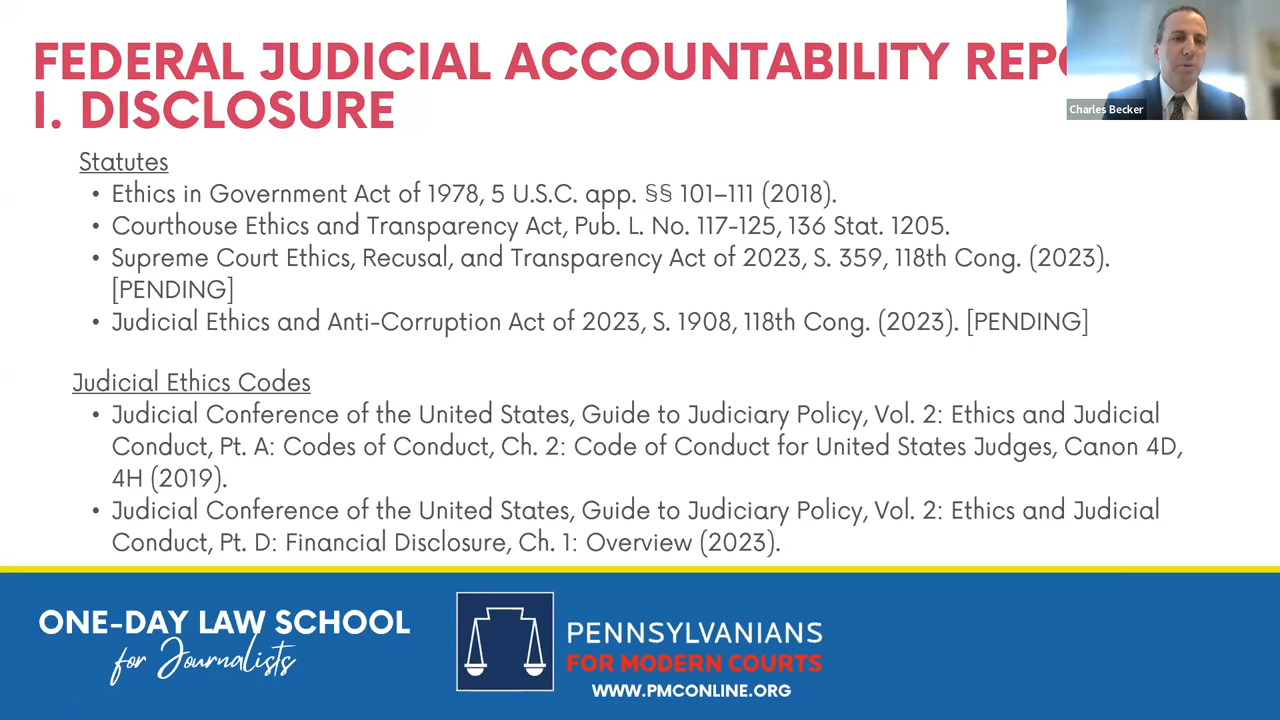 FEDERAL JUDICIAL ACCOUNTABILITY
I. DISCLOSURE
Charles Becker
Statutes
• Ethics in Government Act of 1978, 5 U.S.C. app. §§ 101–111 (2018).
• Courthouse Ethics and Transparency Act, Pub. L. No. 117-125, 136 Stat. 1205.
• Supreme Court Ethics, Recusal, and Transparency Act of 2023, S. 359, 118th Cong. (2023).
[PENDING]
• Judicial Ethics and Anti-Corruption Act of 2023, S. 1908, 118th Cong. (2023). [PENDING]
Judicial Ethics Codes
• Judicial Conference of the United States, Guide to Judiciary Policy, Vol. 2: Ethics and Judicial
Conduct, Pt. A: Codes of Conduct, Ch. 2: Code of Conduct for United States Judges, Canon 4D,
4H (2019).
• Judicial Conference of the United States, Guide to Judiciary Policy, Vol. 2: Ethics and Judicial
Conduct, Pt. D: Financial Disclosure, Ch. 1: Overview (2023).
ONE-DAY LAW SCHOOL
for Journalists
PENNSYLVANIANS
FOR MODERN COURTS
WWW.PMCONLINE.ORG